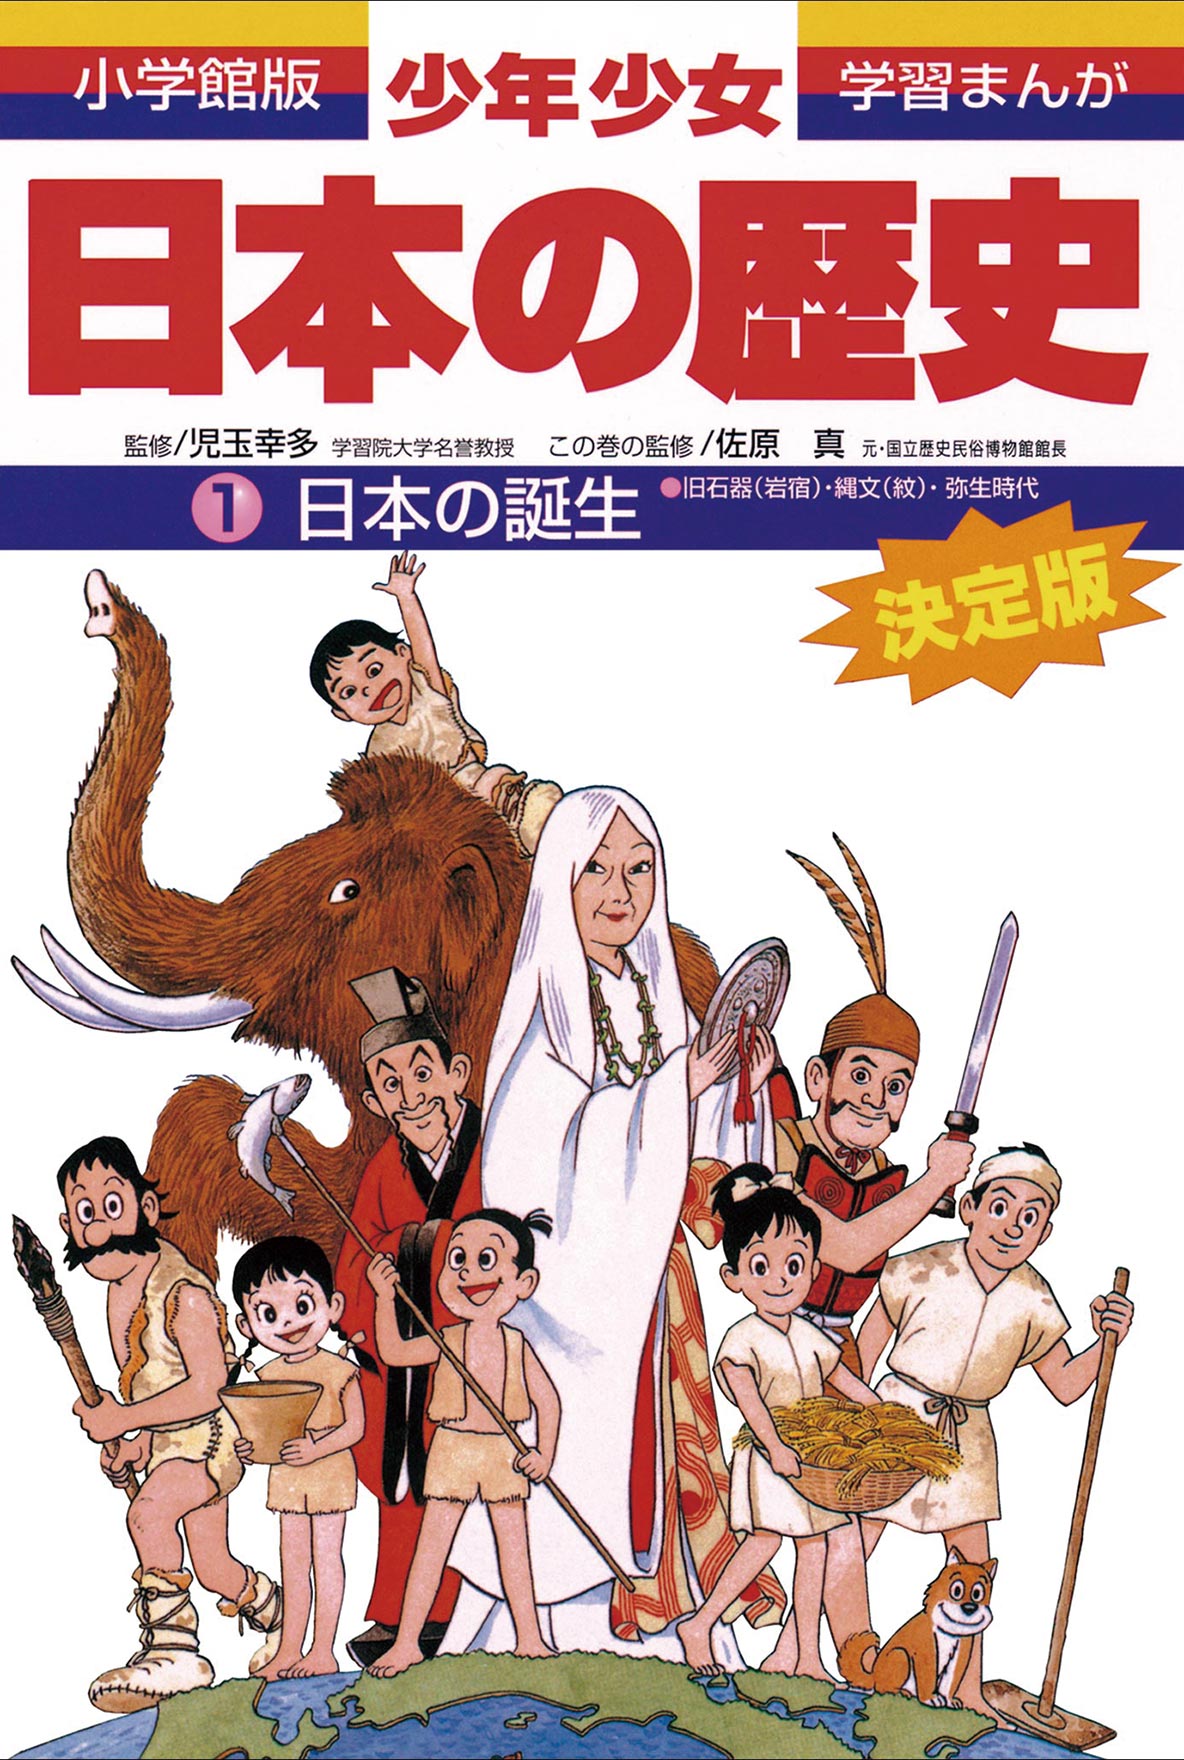 小学館版
少年少女
学習まんが
日本の歴史
監修/児玉幸多 学習院大学名誉教授 この巻の監修/佐原 真 元・国立歴史民俗博物館館長
1 日本の誕生 ●旧石器(岩宿)・縄文(紋)・弥生時代
決定版